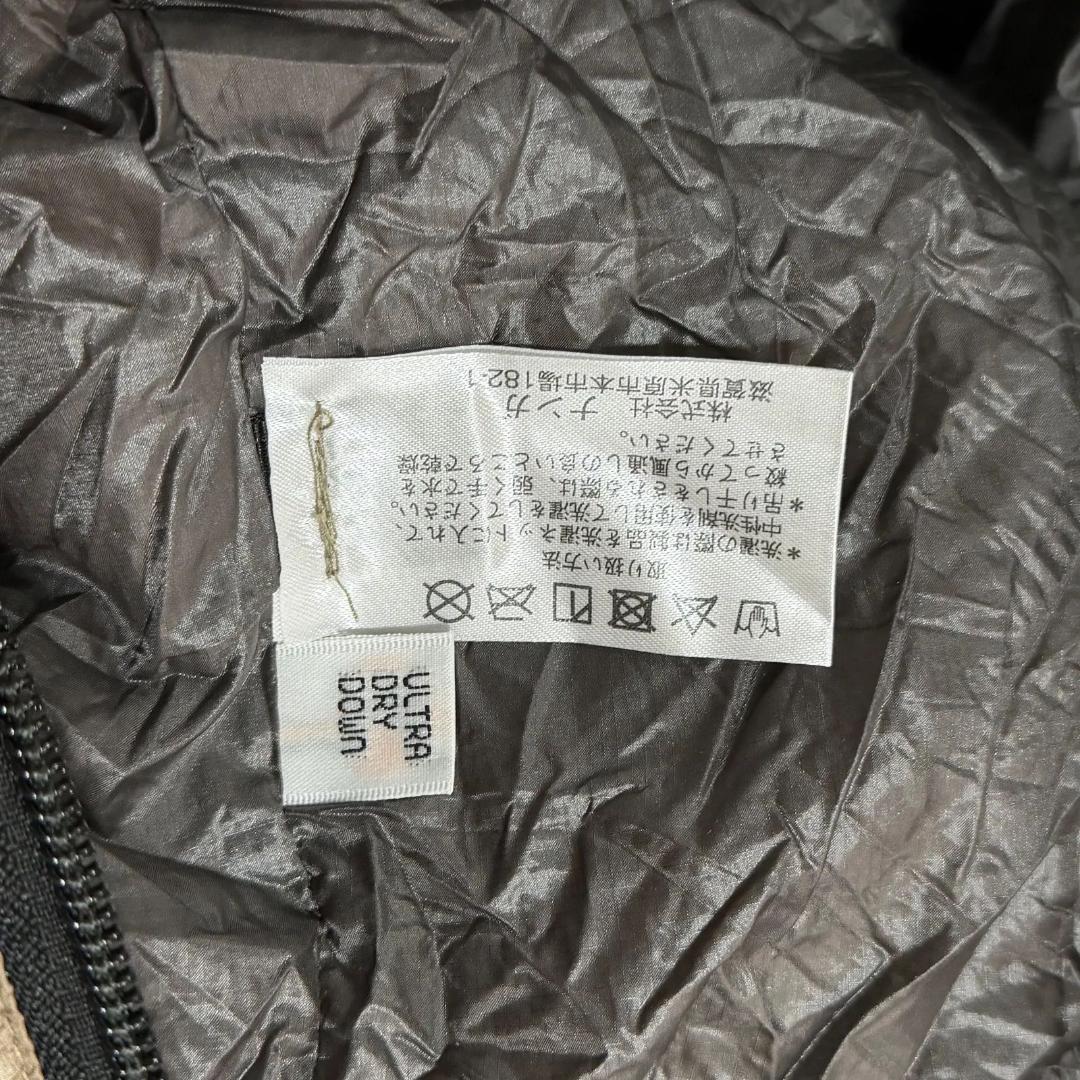 取り扱い方法
*洗濯の際は製品を洗濯ネットに入れて、
中性洗剤を使用して洗濯をしてください。
*吊り干しをされる際は、弱く手で水を
絞ってから風通しの良いところで乾燥
させてください。
株式会社 ナンガ
滋賀県米原市本市場182-1
ULTRA
DRY
DOWN